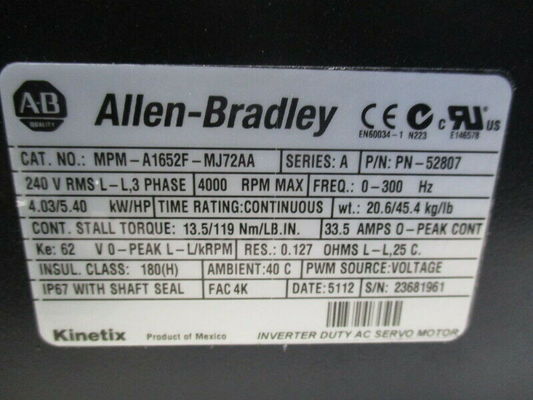 A-B
QUALITY
Allen-Bradley
CE
EN60034-1
N223
c RU US
E146578
CAT. NO.: MPM-A1652F-MJ72AA SERIES: A P/N: PN-52807
240 V RMS L-L,3 PHASE 4000 RPM MAX FREQ.: 0-300 Hz
4.03/5.40 kW/HP TIME RATING:CONTINUOUS wt.: 20.6/45.4 kg/lb
CONT. STALL TORQUE: 13.5/119 Nm/LB.IN. 33.5 AMPS 0-PEAK CONT
Ke: 62 V 0-PEAK L-L/kRPM RES.: 0.127 OHMS L-L,25 C.
INSUL. CLASS: 180(H) AMBIENT:40 C PWM SOURCE:VOLTAGE
IP67 WITH SHAFT SEAL FAC 4K DATE: 5112 S/N: 23681961
Kinetix Product of Mexico INVERTER DUTY AC SERVO MOTOR